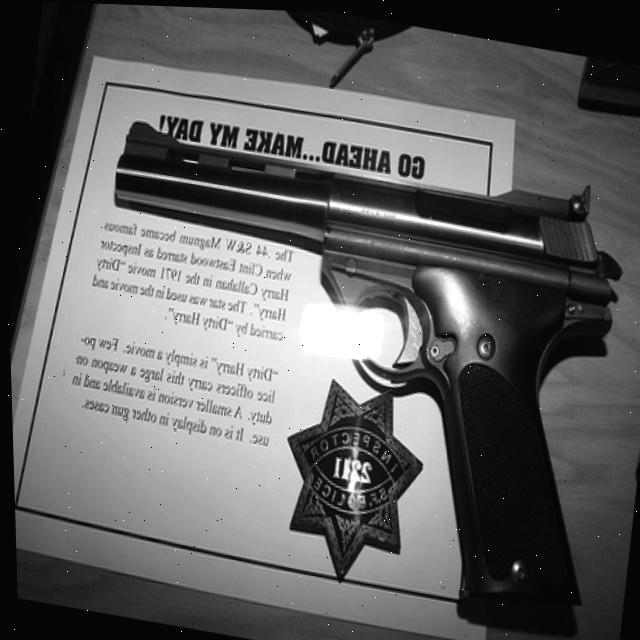 GO AHEAD...MAKE MY DAY!
The .44 S&W Magnum became famous
when Clint Eastwood starred as Inspector
Harry Callahan in the 1971 movie "Dirty
Harry". The star was used in the movie and
carried by "Dirty Harry".
"Dirty Harry" is simply a movie. Few po-
lice officers carry this large a weapon on
duty. A smaller version is available and in
use. It is on display in other gun cases.
INSPECTOR
2211
S.F. POLICE